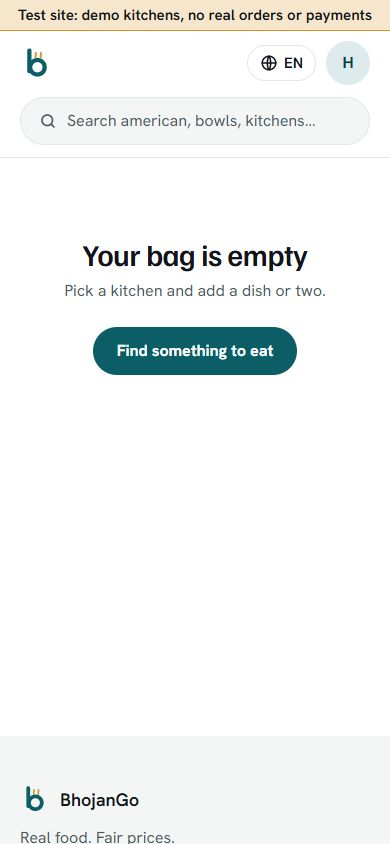 Test site: demo kitchens, no real orders or payments
b
EN
H
Search american, bowls, kitchens...
Your bag is empty
Pick a kitchen and add a dish or two.
Find something to eat
b
BhojanGo
Real food. Fair prices.